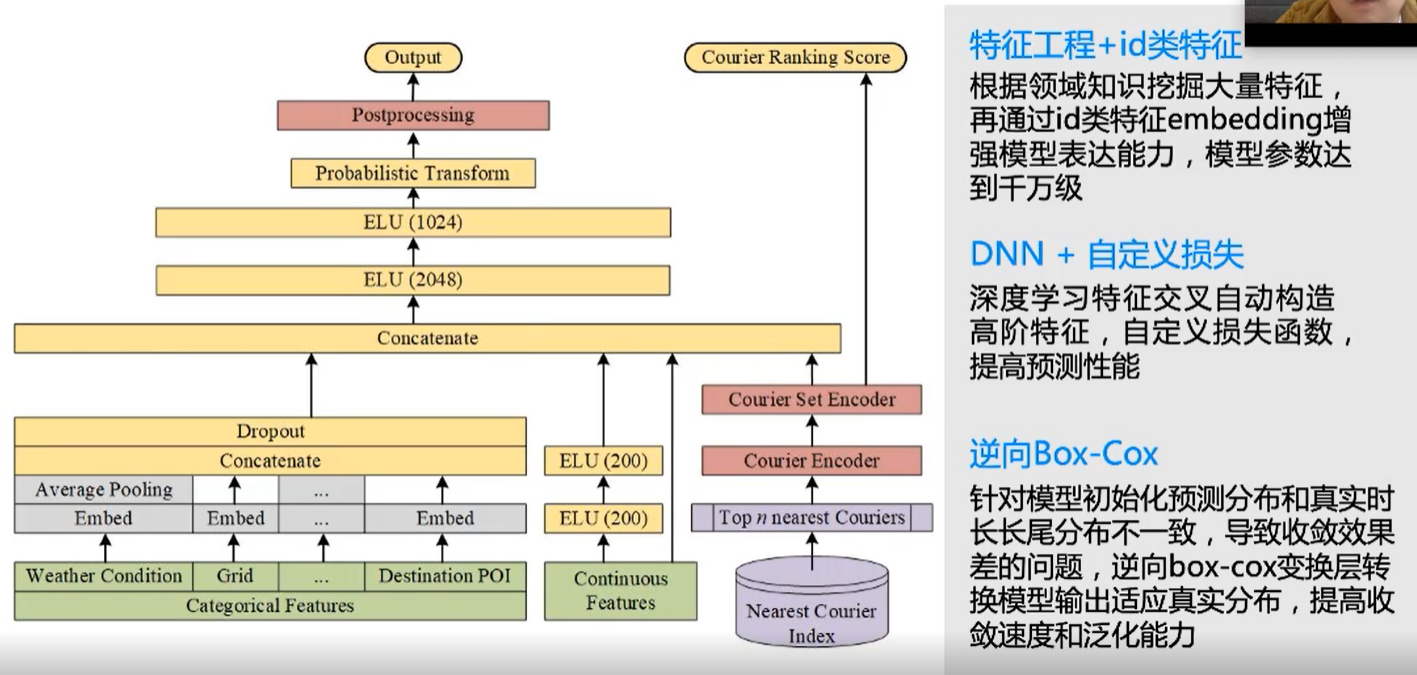 Output
Courier Ranking Score
Postprocessing
Probabilistic Transform
ELU (1024)
ELU (2048)
Concatenate
Courier Set Encoder
Dropout
Concatenate
ELU (200)
Courier Encoder
Average Pooling
...
Embed
Embed
...
Embed
ELU (200)
Top n nearest Couriers
Weather Condition
Grid
...
Destination POI
Categorical Features
Continuous
Features
Nearest Courier
Index
特征工程+id类特征
根据领域知识挖掘大量特征，
再通过id类特征embedding增
强模型表达能力，模型参数达
到千万级
DNN + 自定义损失
深度学习特征交叉自动构造
高阶特征，自定义损失函数，
提高预测性能
逆向Box-Cox
针对模型初始化预测分布和真实时
长长尾分布不一致，导致收敛效果
差的问题，逆向box-cox变换层转
换模型输出适应真实分布，提高收
敛速度和泛化能力